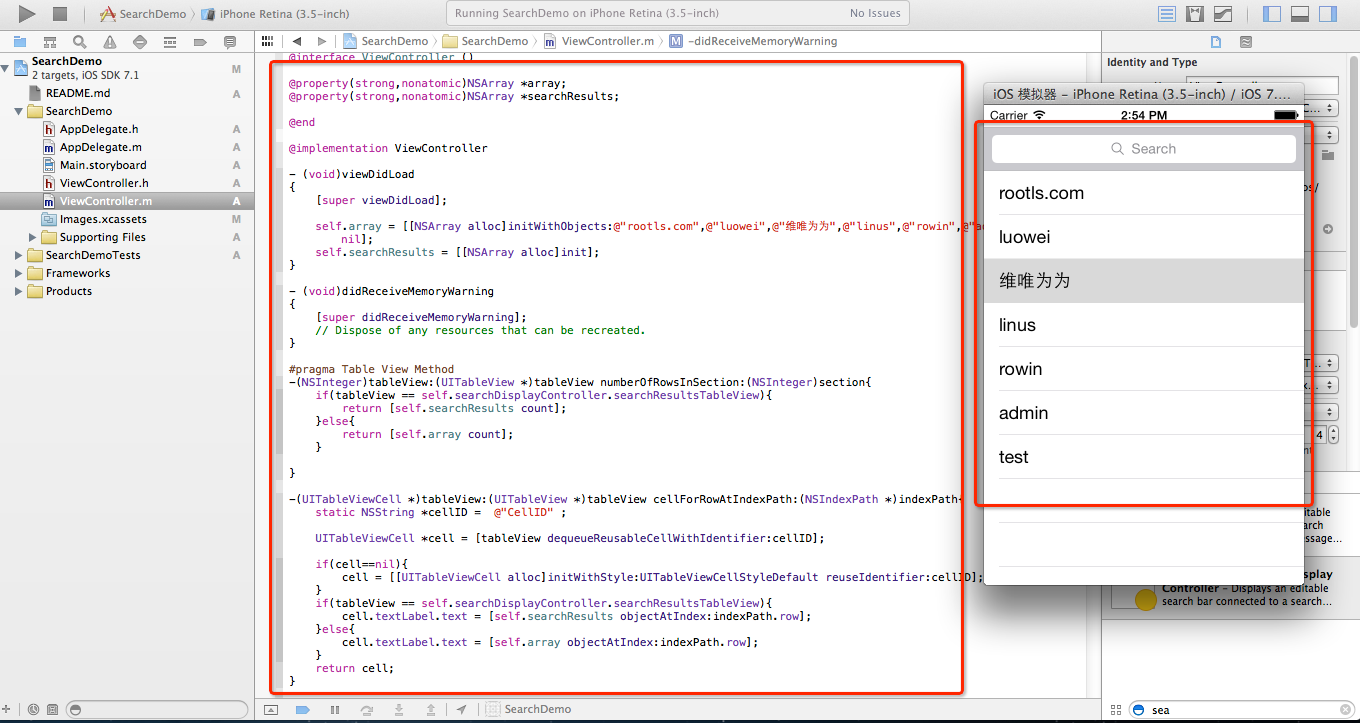 SearchDemo
iPhone Retina (3.5-inch)
Running SearchDemo on iPhone Retina (3.5-inch)
No Issues
SearchDemo
SearchDemo
ViewController.m
-didReceiveMemoryWarning
SearchDemo
2 targets, iOS SDK 7.1
M
README.md
A
SearchDemo
AppDelegate.h
A
AppDelegate.m
A
Main.storyboard
A
ViewController.h
A
ViewController.m
A
Images.xcassets
M
Supporting Files
A
SearchDemoTests
A
Frameworks
Products
@interface ViewController ()
@property(strong,nonatomic)NSArray *array;
@property(strong,nonatomic)NSArray *searchResults;
@end
@implementation ViewController
- (void)viewDidLoad
{
[super viewDidLoad];
self.array = [[NSArray alloc]initWithObjects:@"rootls.com",@"luowei",@"维唯为为",@"linus",@"rowin",@"a
nil];
self.searchResults = [[NSArray alloc]init];
}
- (void)didReceiveMemoryWarning
{
[super didReceiveMemoryWarning];
// Dispose of any resources that can be recreated.
}
#pragma Table View Method
-(NSInteger)tableView:(UITableView *)tableView numberOfRowsInSection:(NSInteger)section{
if(tableView == self.searchDisplayController.searchResultsTableView){
return [self.searchResults count];
}else{
return [self.array count];
}
}
-(UITableViewCell *)tableView:(UITableView *)tableView cellForRowAtIndexPath:(NSIndexPath *)indexPath{
static NSString *cellID =  @"CellID" ;
UITableViewCell *cell = [tableView dequeueReusableCellWithIdentifier:cellID];
if(cell==nil){
cell = [[UITableViewCell alloc]initWithStyle:UITableViewCellStyleDefault reuseIdentifier:cellID];
}
if(tableView == self.searchDisplayController.searchResultsTableView){
cell.textLabel.text = [self.searchResults objectAtIndex:indexPath.row];
}else{
cell.textLabel.text = [self.array objectAtIndex:indexPath.row];
}
return cell;
}
SearchDemo
Identity and Type
iOS 模拟器 – iPhone Retina (3.5-inch) / iOS 7....
Carrier
2:54 PM
Search
rootls.com
luowei
维唯为为
linus
rowin
admin
test
4
Controller – Displays an editable
search bar connected to a search...
sea